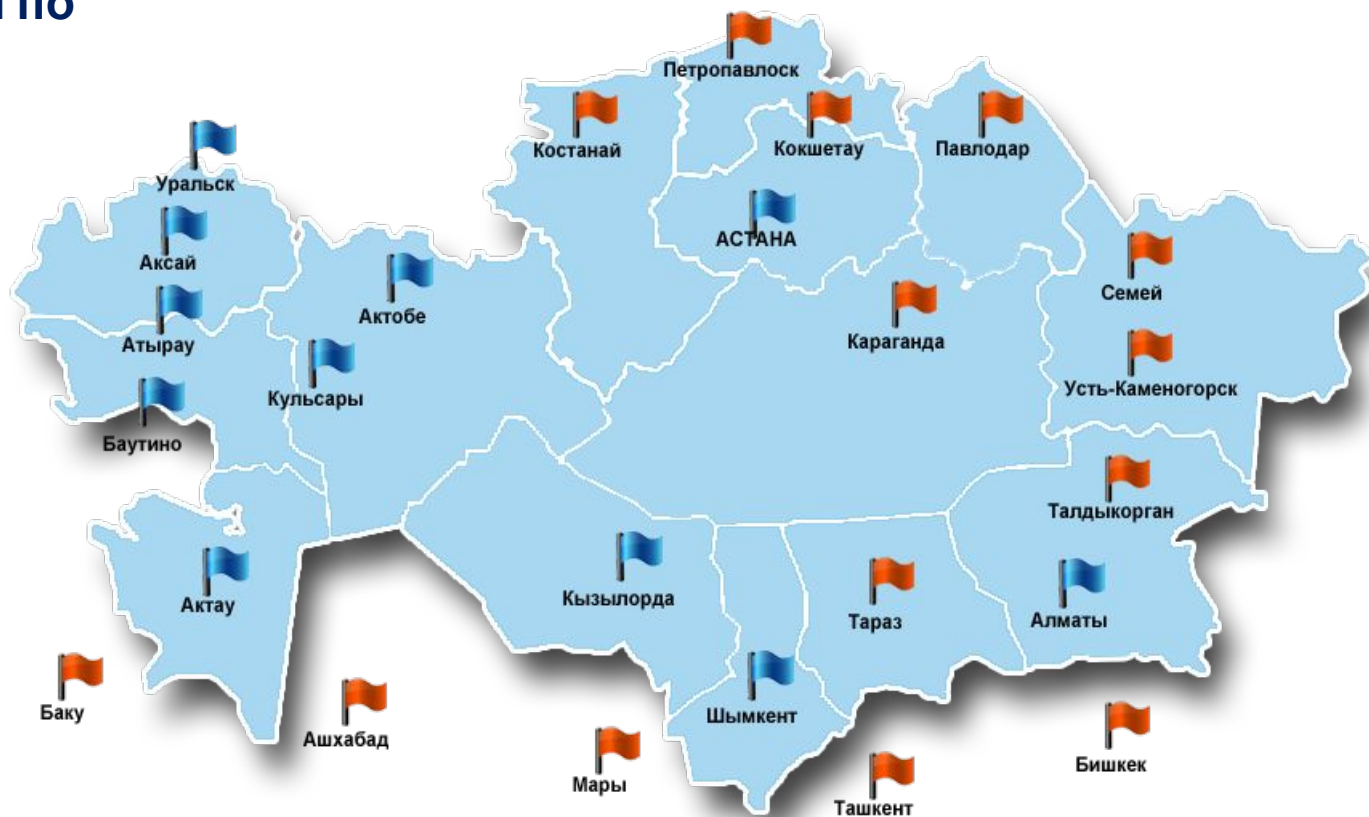 по
Петропавлоск
Костанай
Кокшетау
Павлодар
Уральск
АСТАНА
Аксай
Семей
Актобе
Караганда
Атырау
Усть-Каменогорск
Кульсары
Баутино
Талдыкорган
Кызылорда
Актау
Тараз
Алматы
Баку
Шымкент
Ашхабад
Мары
Бишкек
Ташкент